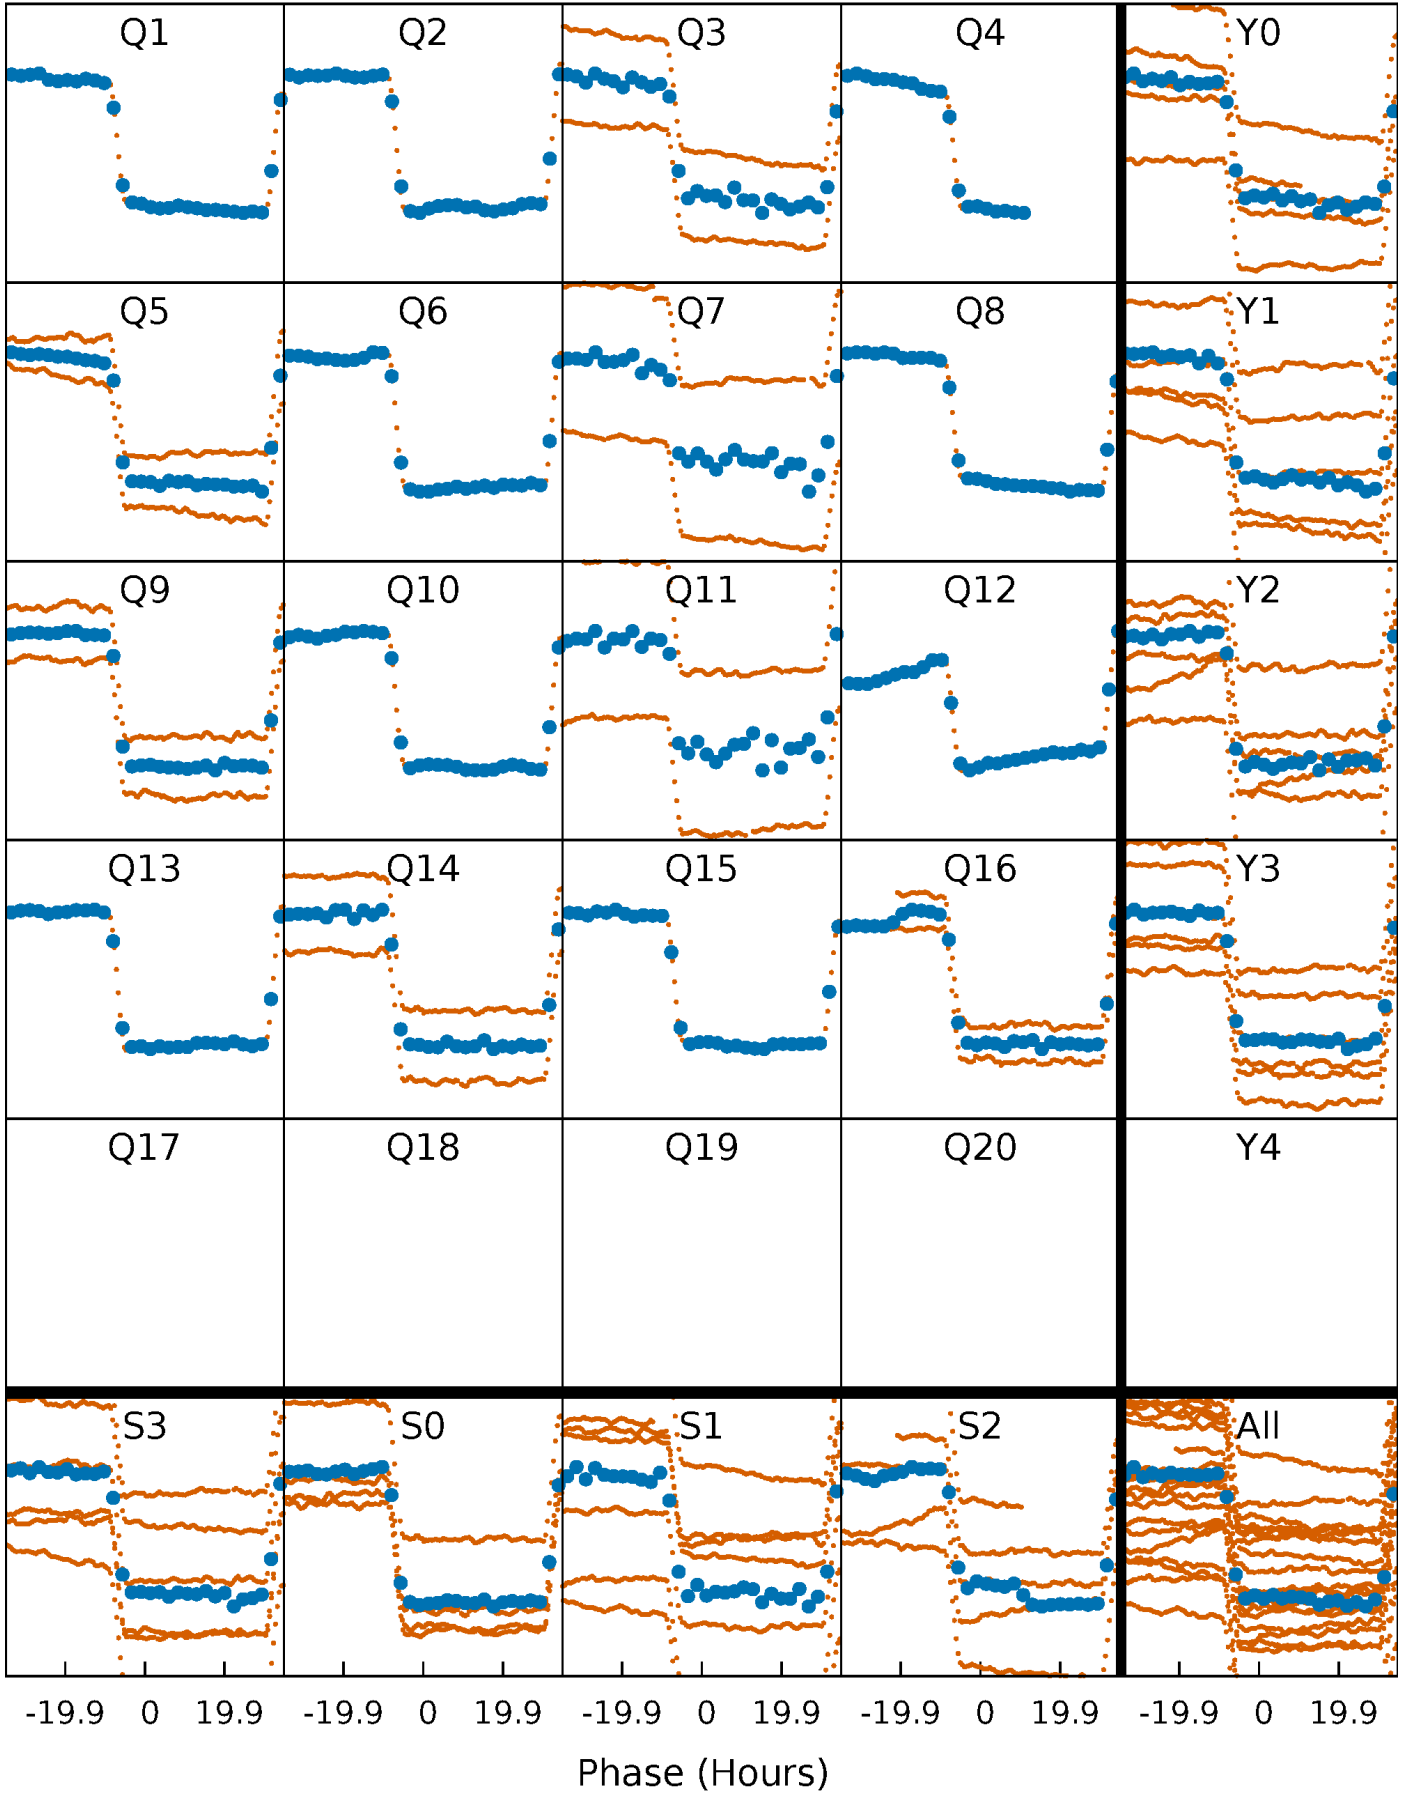 Q1 Q2 Q3 Q4 Y0
Q5 Q6 Q7 Q8 Y1
Q9 Q10 Q11 Q12 Y2
Q13 Q14 Q15 Q16 Y3
Q17 Q18 Q19 Q20 Y4
S3 S0 S1 S2 All
-19.9 0 19.9 -19.9 0 19.9 -19.9 0 19.9 -19.9 0 19.9 -19.9 0 19.9
Phase (Hours)